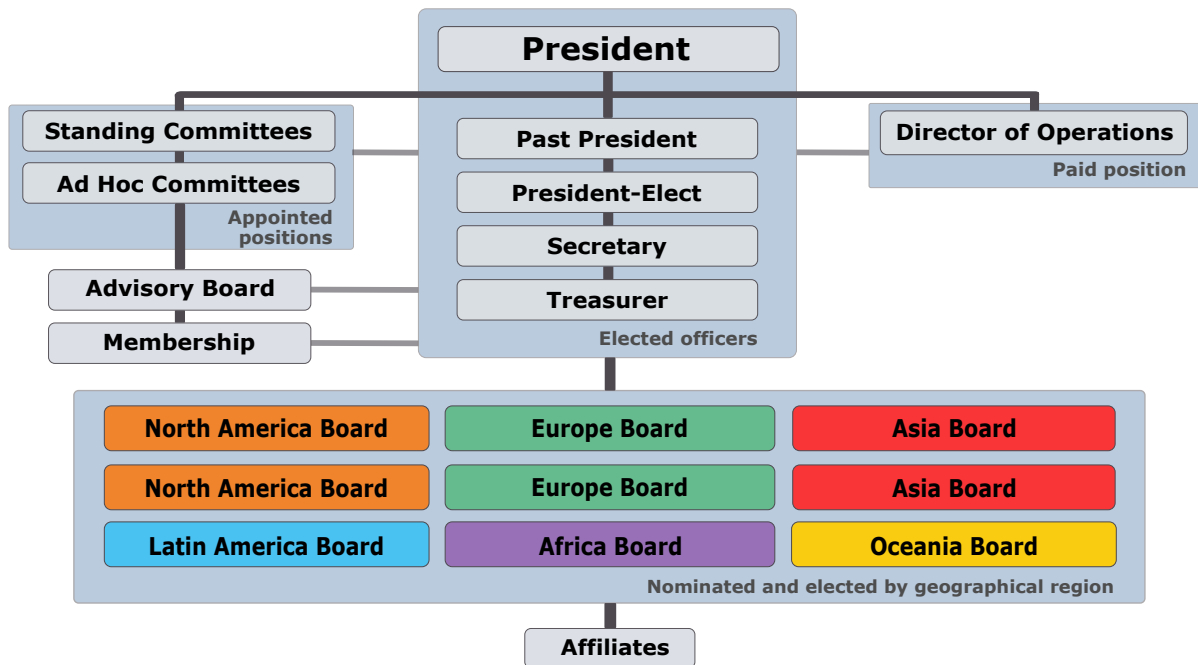 President
Standing Committees
Ad Hoc Committees
Appointed
positions
Advisory Board
Membership
Past President
President-Elect
Secretary
Treasurer
Elected officers
Director of Operations
Paid position
North America Board
Europe Board
Asia Board
North America Board
Europe Board
Asia Board
Latin America Board
Africa Board
Oceania Board
Nominated and elected by geographical region
Affiliates